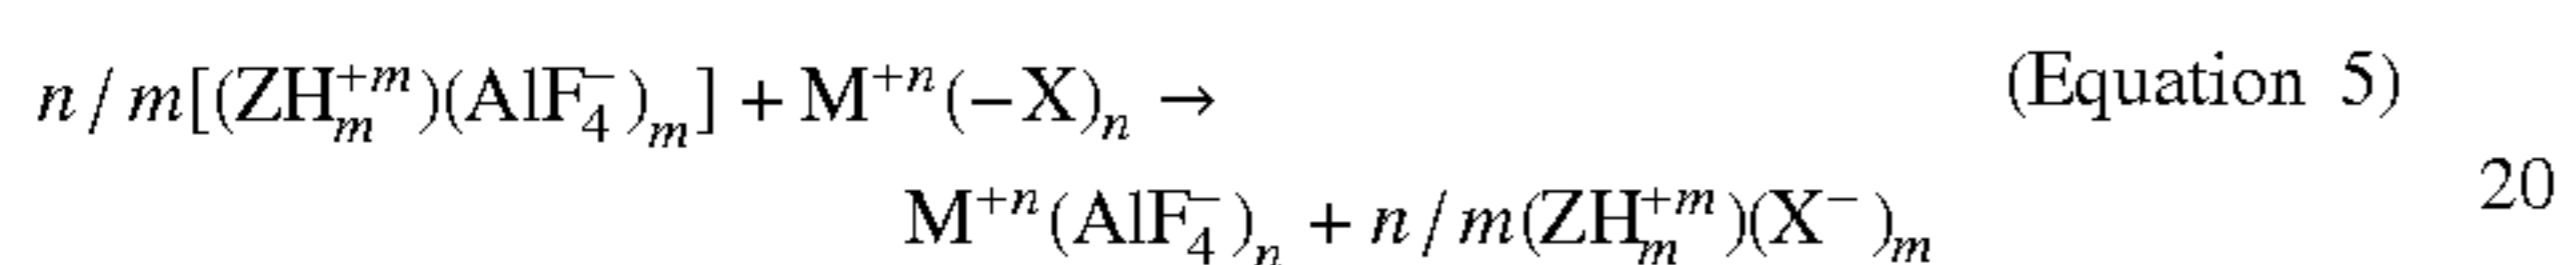 n/m[(ZH_m^{+m})(AlF_4^-)_m] + M^{+n}(−X)_n → (Equation 5)
20
M^{+n}(AlF_4^-)_n + n/m(ZH_m^{+m})(X^-)_m